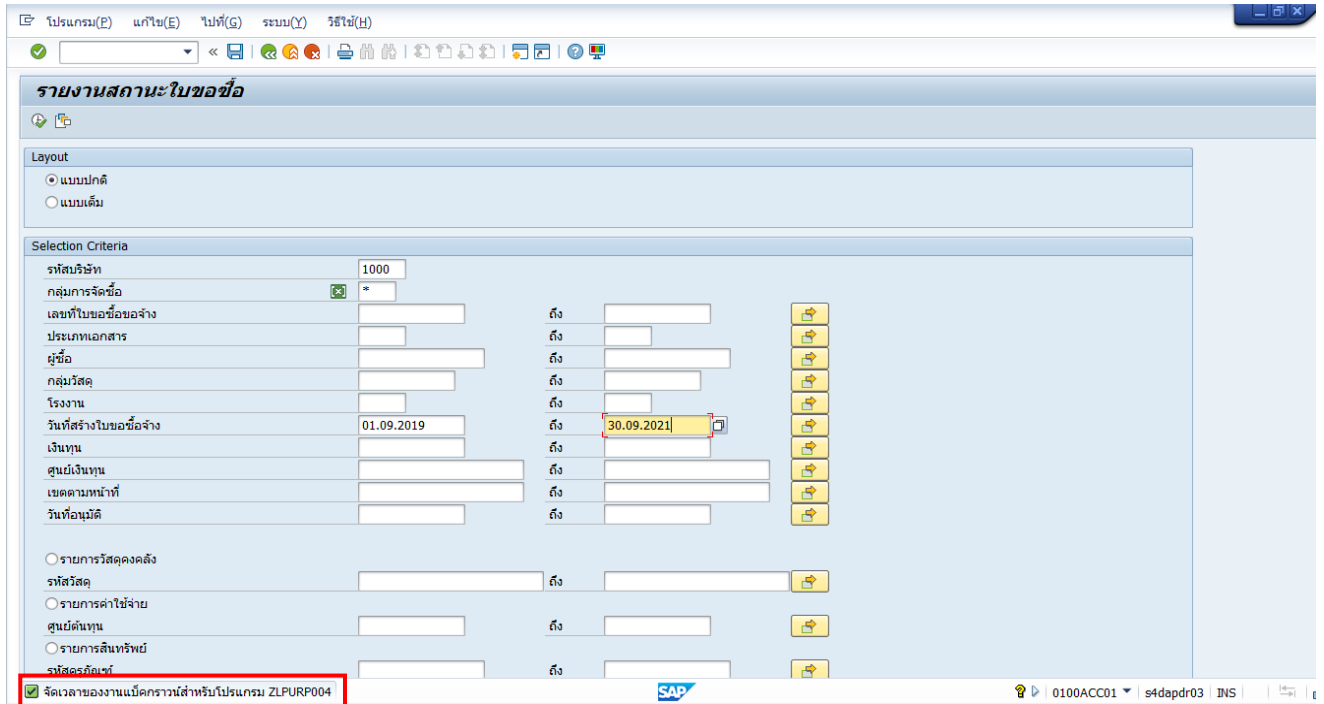 โปรแกรม(P) แก้ไข(E) ไปที่(G) ระบบ(Y) วิธีใช้(H)
รายงานสถานะใบขอซื้อ
Layout
แบบปกติ
แบบเต็ม
Selection Criteria
รหัสบริษัท 1000
กลุ่มการจัดซื้อ *
เลขที่ใบขอซื้อขอจ้าง ถึง
ประเภทเอกสาร ถึง
ผู้ซื้อ ถึง
กลุ่มวัสดุ ถึง
โรงงาน ถึง
วันที่สร้างใบขอซื้อจ้าง 01.09.2019 ถึง 30.09.2021
เงินทุน ถึง
ศูนย์เงินทุน ถึง
เขตตามหน้าที่ ถึง
วันที่อนุมัติ ถึง
รายการวัสดุคงคลัง
รหัสวัสดุ ถึง
รายการค่าใช้จ่าย
ศูนย์ต้นทุน ถึง
รายการสินทรัพย์
รหัสครุภัณฑ์ ถึง
จัดเวลาของงานแบ็คกราวน์สำหรับโปรแกรม ZLPURP004 SAP 0100ACC01 s4dapdr03 INS